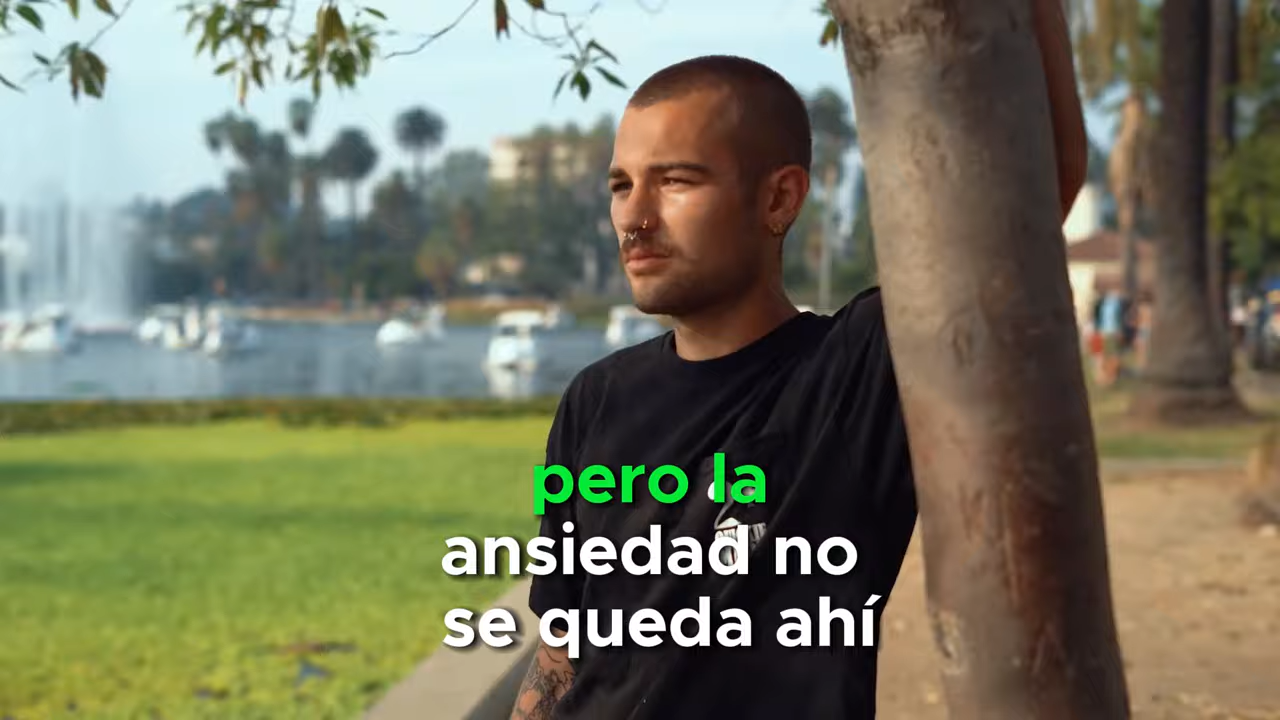 pero la
ansiedad no
se queda ahí